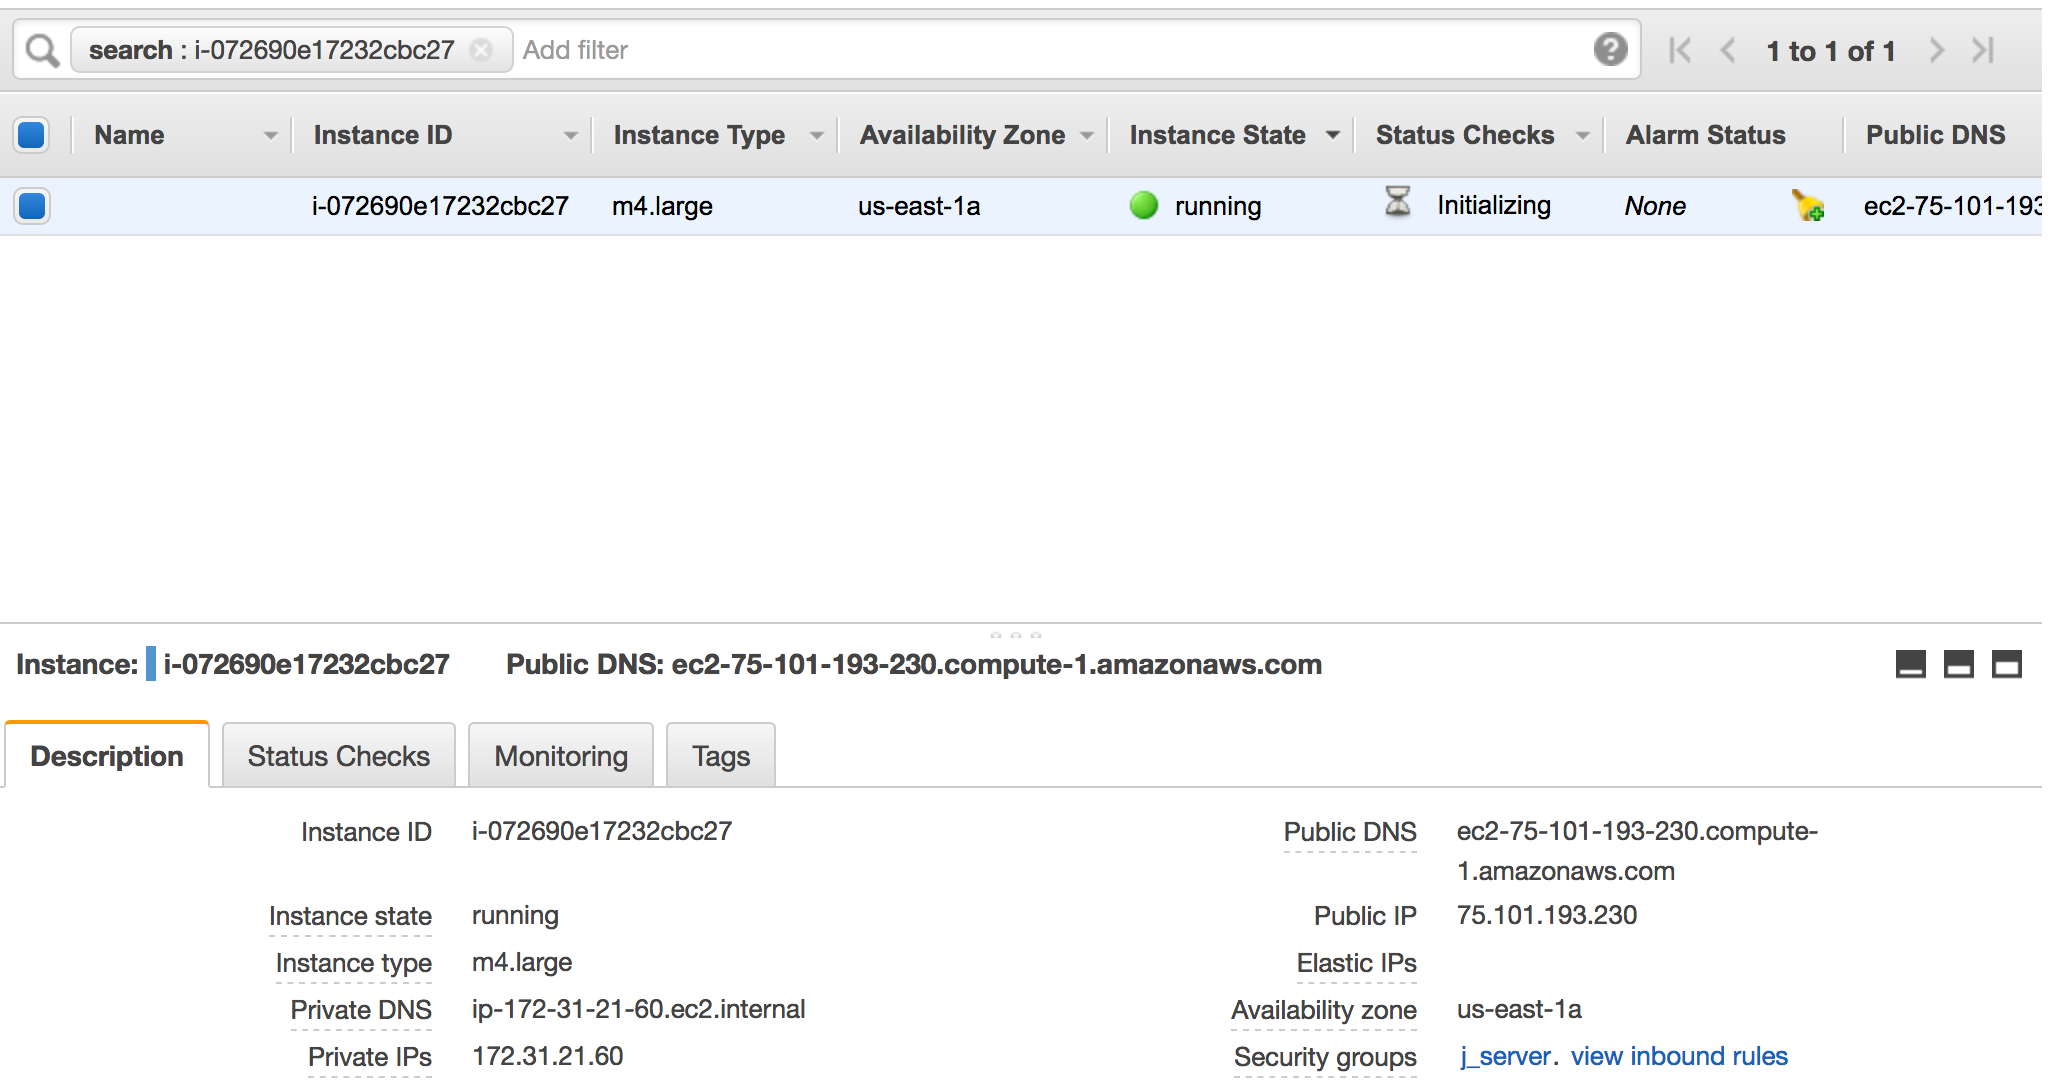 search : i-072690e17232cbc27 Add filter 1 to 1 of 1
Name Instance ID Instance Type Availability Zone Instance State Status Checks Alarm Status Public DNS
i-072690e17232cbc27 m4.large us-east-1a running Initializing None ec2-75-101-193
Instance: i-072690e17232cbc27 Public DNS: ec2-75-101-193-230.compute-1.amazonaws.com
Description Status Checks Monitoring Tags
Instance ID i-072690e17232cbc27 Public DNS ec2-75-101-193-230.compute-
1.amazonaws.com
Instance state running Public IP 75.101.193.230
Instance type m4.large Elastic IPs
Private DNS ip-172-31-21-60.ec2.internal Availability zone us-east-1a
Private IPs 172.31.21.60 Security groups j_server. view inbound rules